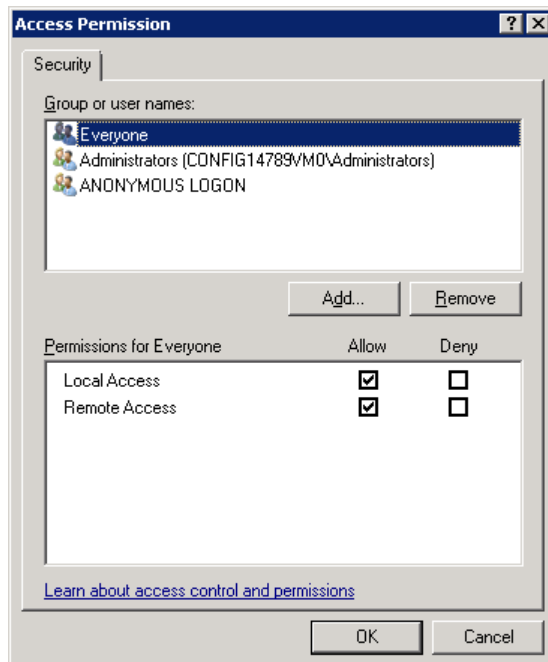 Access Permission
Security
Group or user names:
Everyone
Administrators (CONFIG14789VM0\Administrators)
ANONYMOUS LOGON
Add... Remove
Permissions for Everyone Allow Deny
Local Access
Remote Access
Learn about access control and permissions
OK Cancel